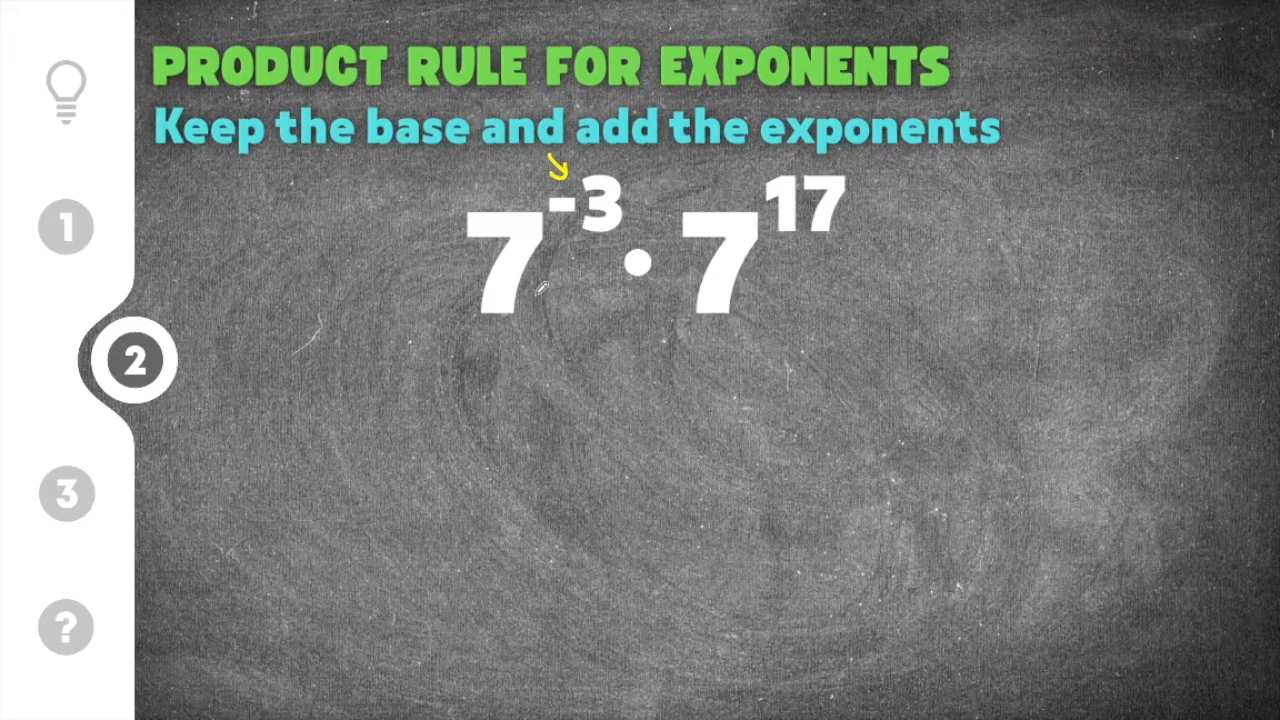 PRODUCT RULE FOR EXPONENTS
Keep the base and add the exponents
7⁻³ · 7¹⁷
1
2
3
?